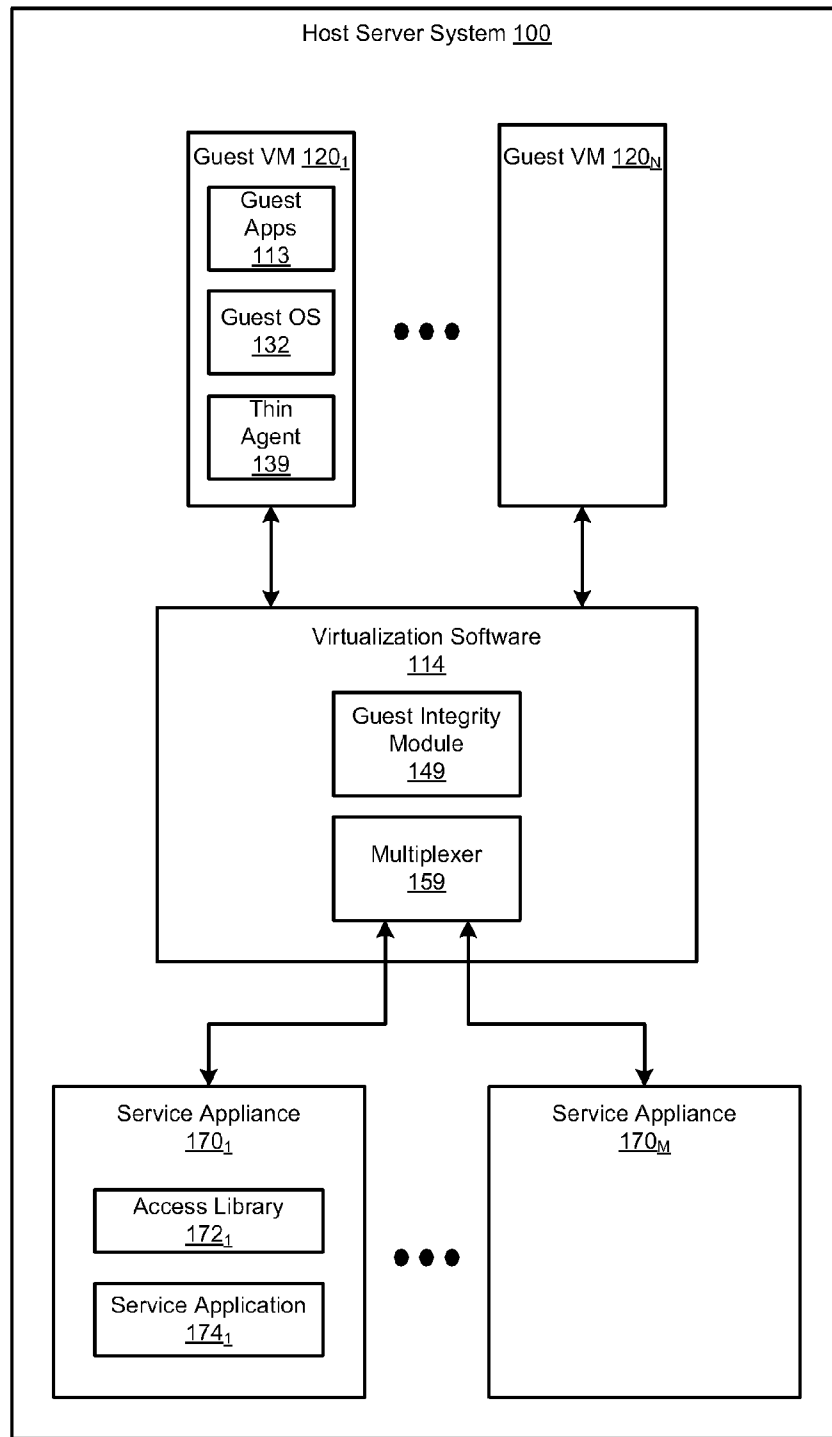 Host Server System 100
Guest VM 120₁
Guest VM 120ₙ
Guest
Apps
113
Guest OS
132
Thin
Agent
139
Virtualization Software
114
Guest Integrity
Module
149
Multiplexer
159
Service Appliance
170₁
Service Appliance
170ₘ
Access Library
172₁
Service Application
174₁